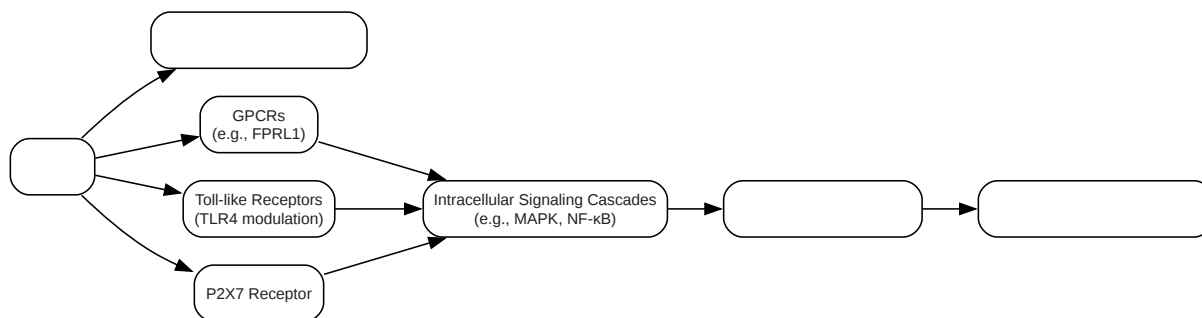 GPCRs
(e.g., FPRL1)
Toll-like Receptors
(TLR4 modulation)
Intracellular Signaling Cascades
(e.g., MAPK, NF-κB)
P2X7 Receptor